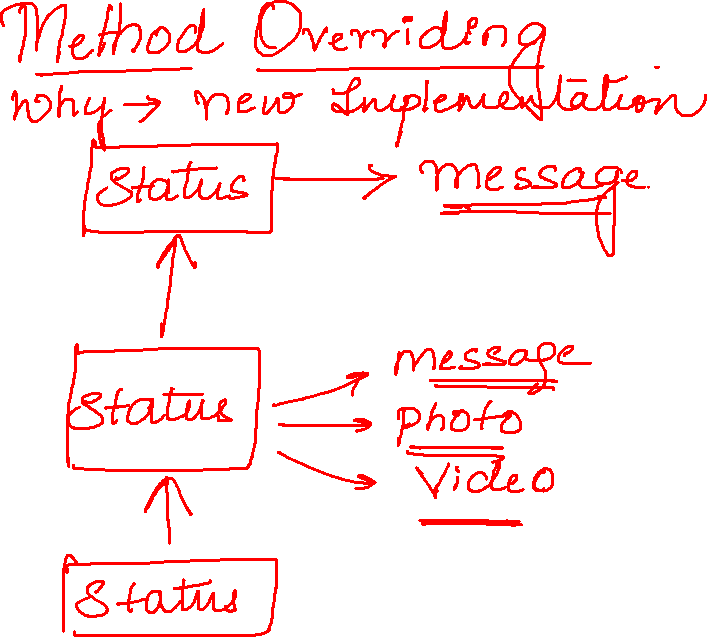 Method Overriding
Why → new Implementation
Status → message
Status → message
photo
Video
Status